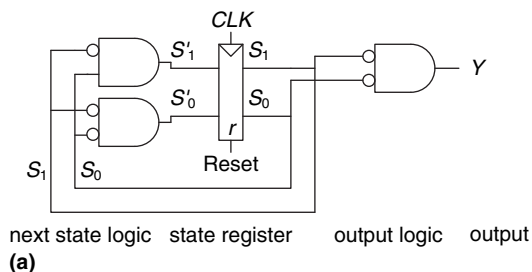 CLK
S'1 S1
Y
S'0 S0
r
Reset
S1 S0
next state logic state register output logic output
(a)